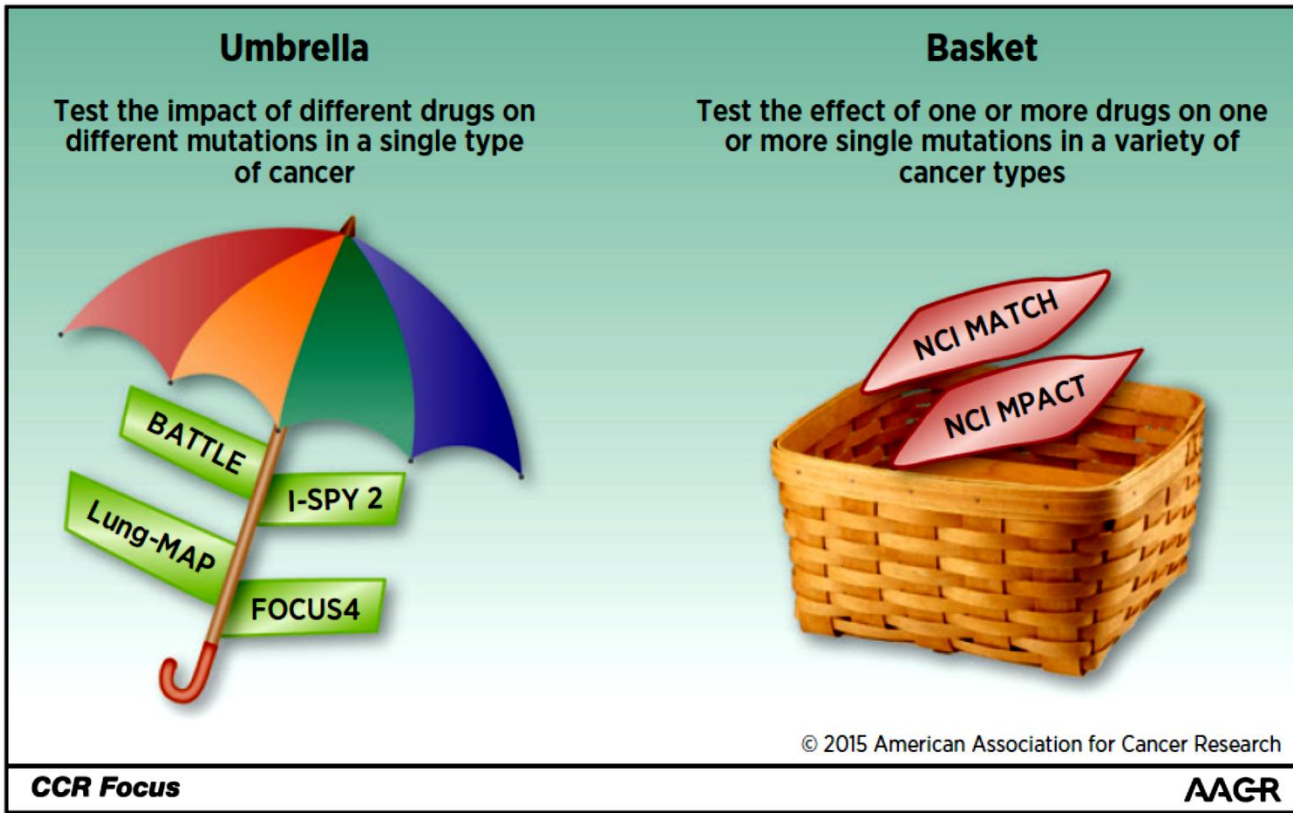 Umbrella
Test the impact of different drugs on
different mutations in a single type
of cancer
BATTLE
I-SPY 2
Lung-MAP
FOCUS4
Basket
Test the effect of one or more drugs on one
or more single mutations in a variety of
cancer types
NCI MATCH
NCI MPACT
© 2015 American Association for Cancer Research
CCR Focus
AACR